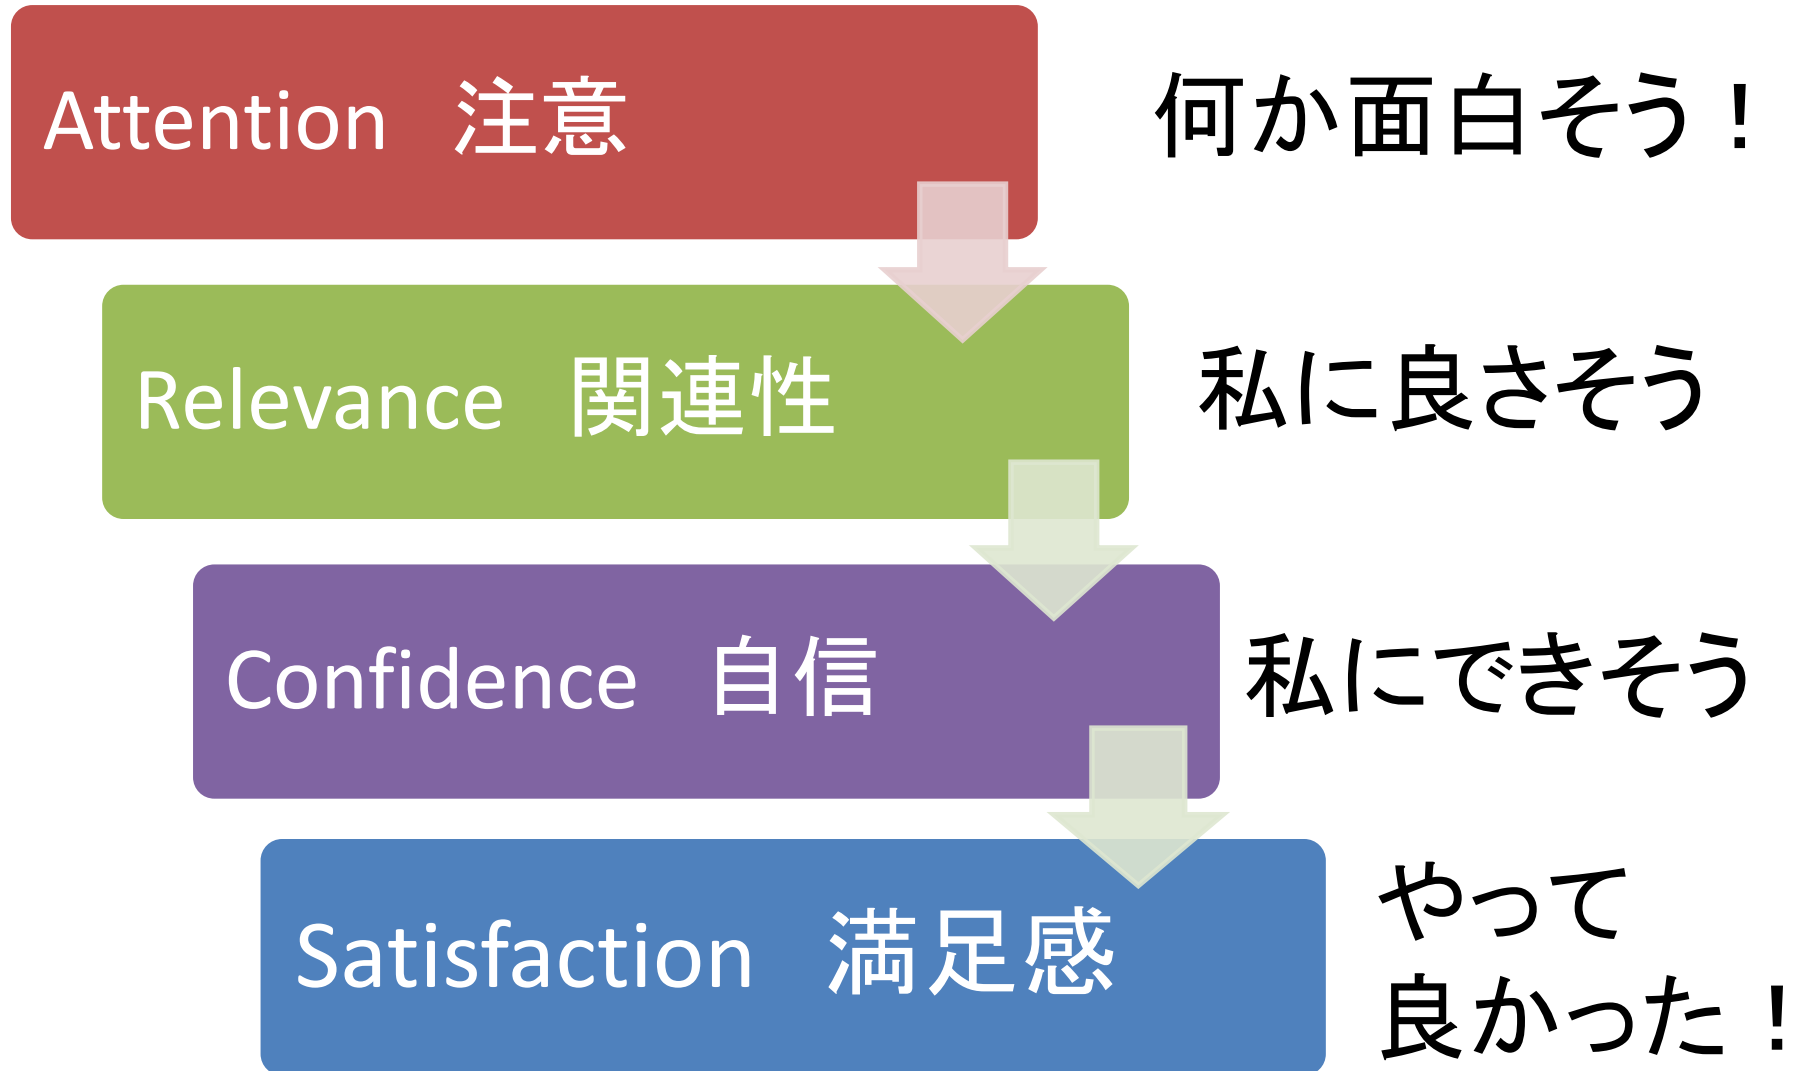 Attention 注意 何か面白そう！
Relevance 関連性 私に良さそう
Confidence 自信 私にできそう
Satisfaction 満足感 やって
良かった！